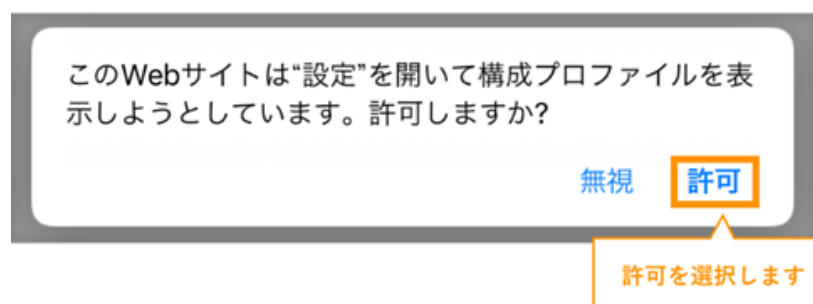 このWebサイトは“設定”を開いて構成プロファイルを表
示しようとしています。許可しますか?
無視 許可
許可を選択します